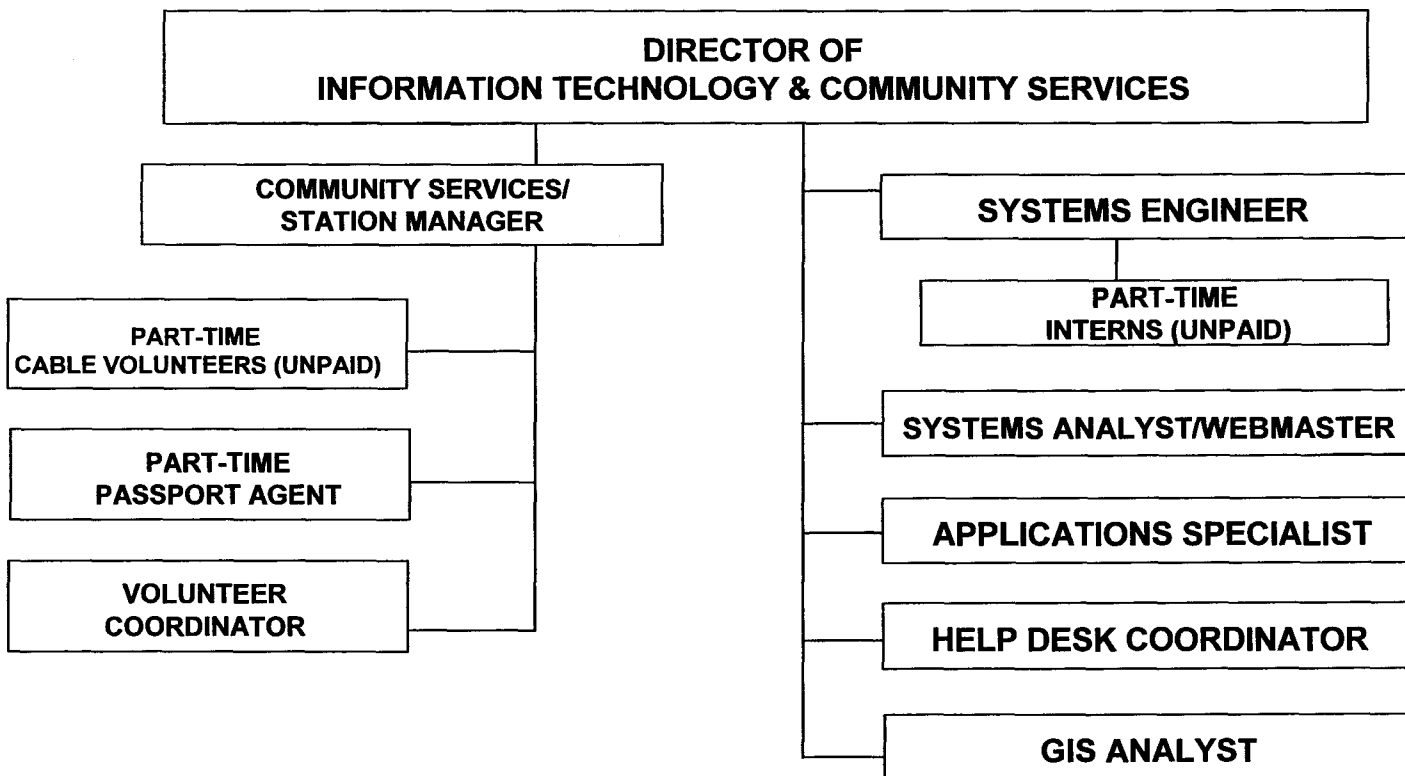 DIRECTOR OF
INFORMATION TECHNOLOGY & COMMUNITY SERVICES
COMMUNITY SERVICES/
STATION MANAGER
PART-TIME
CABLE VOLUNTEERS (UNPAID)
PART-TIME
PASSPORT AGENT
VOLUNTEER
COORDINATOR
SYSTEMS ENGINEER
PART-TIME
INTERNS (UNPAID)
SYSTEMS ANALYST/WEBMASTER
APPLICATIONS SPECIALIST
HELP DESK COORDINATOR
GIS ANALYST